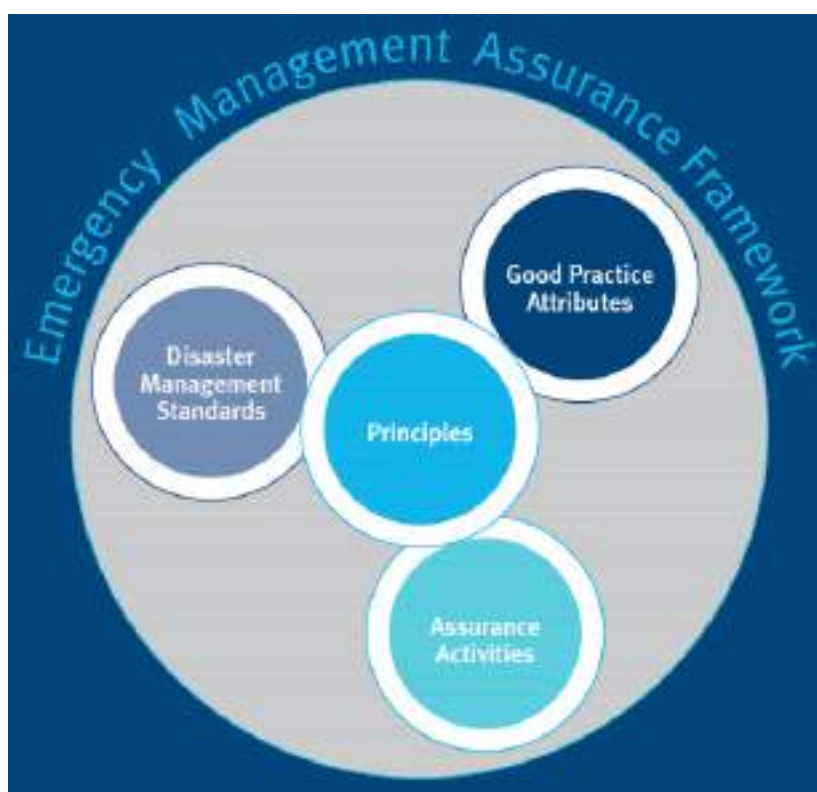 Emergency Management Assurance Framework
Good Practice
Attributes
Disaster
Management
Standards
Principles
Assurance
Activities